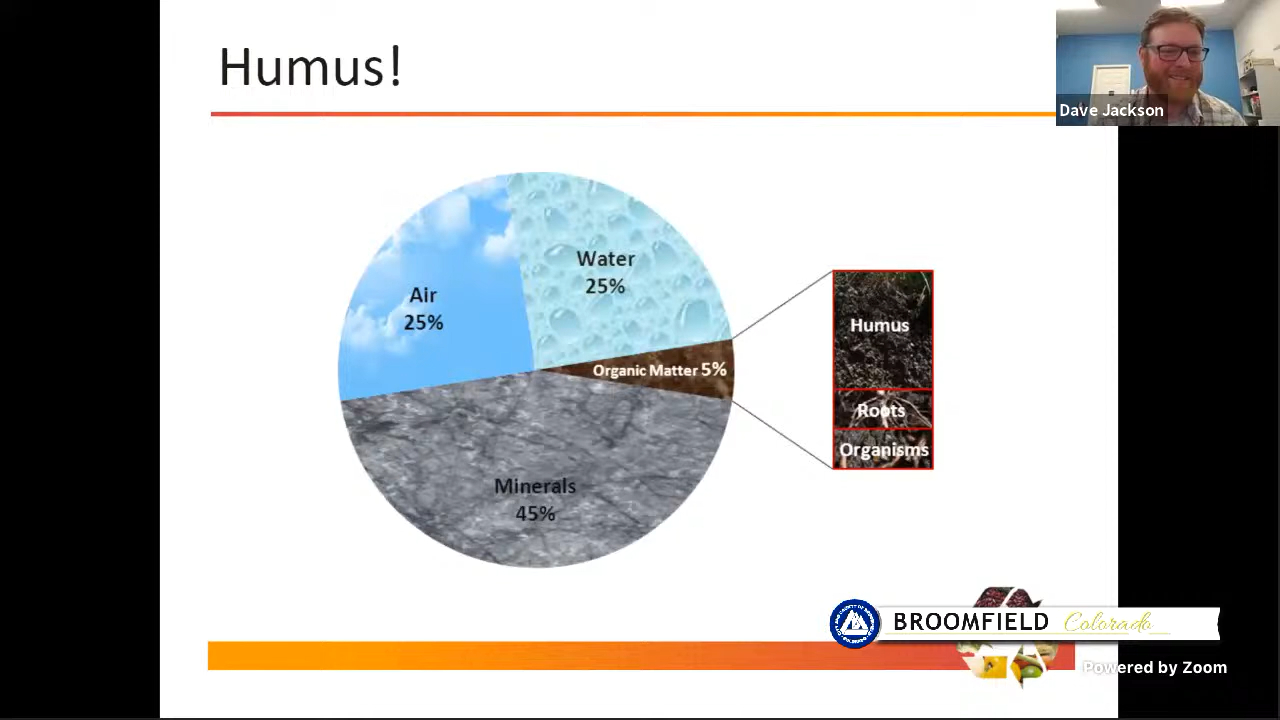 Humus!
Dave Jackson
Water
25%
Air
25%
Organic Matter 5%
Minerals
45%
Humus
Roots
Organisms
BROOMFIELD Colorado
Powered by Zoom